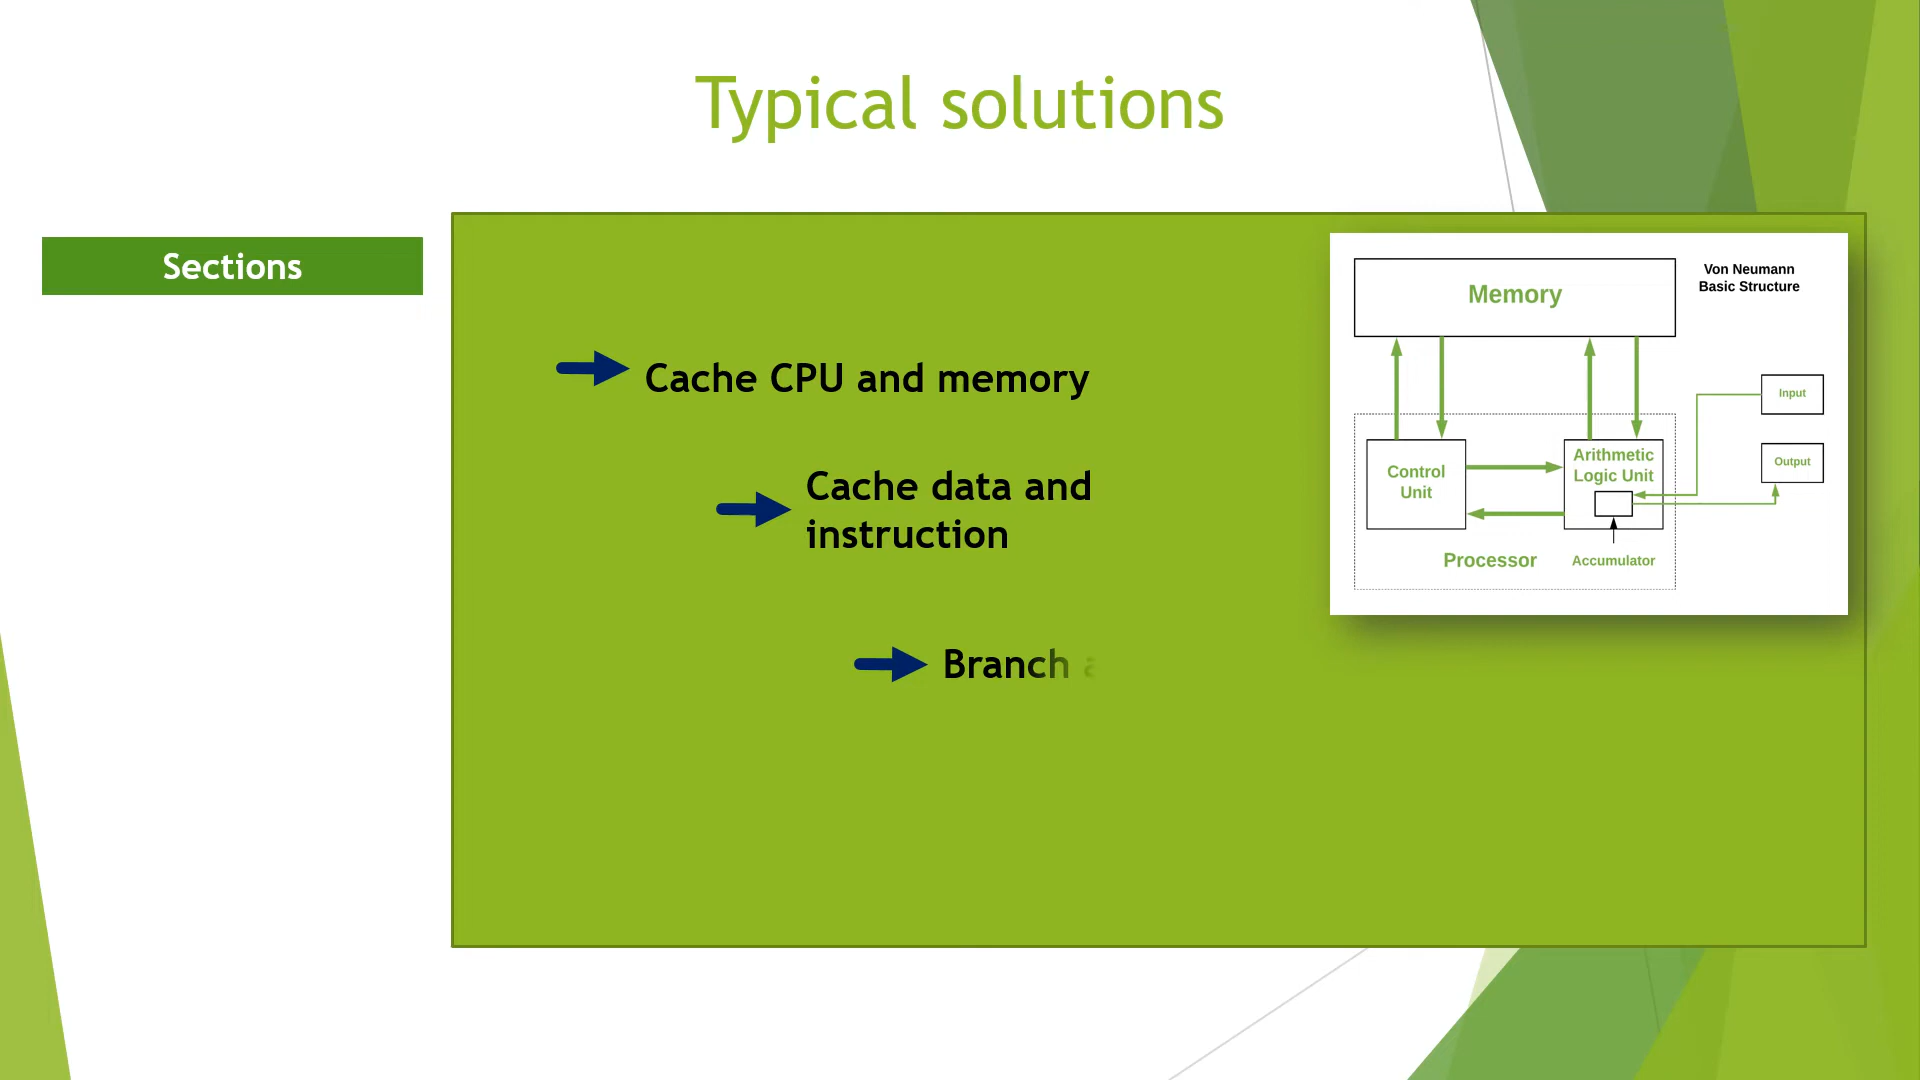 Typical solutions
Sections
Cache CPU and memory
Cache data and
instruction
Branch
Von Neumann
Basic Structure
Memory
Input
Output
Control
Unit
Arithmetic
Logic Unit
Processor
Accumulator